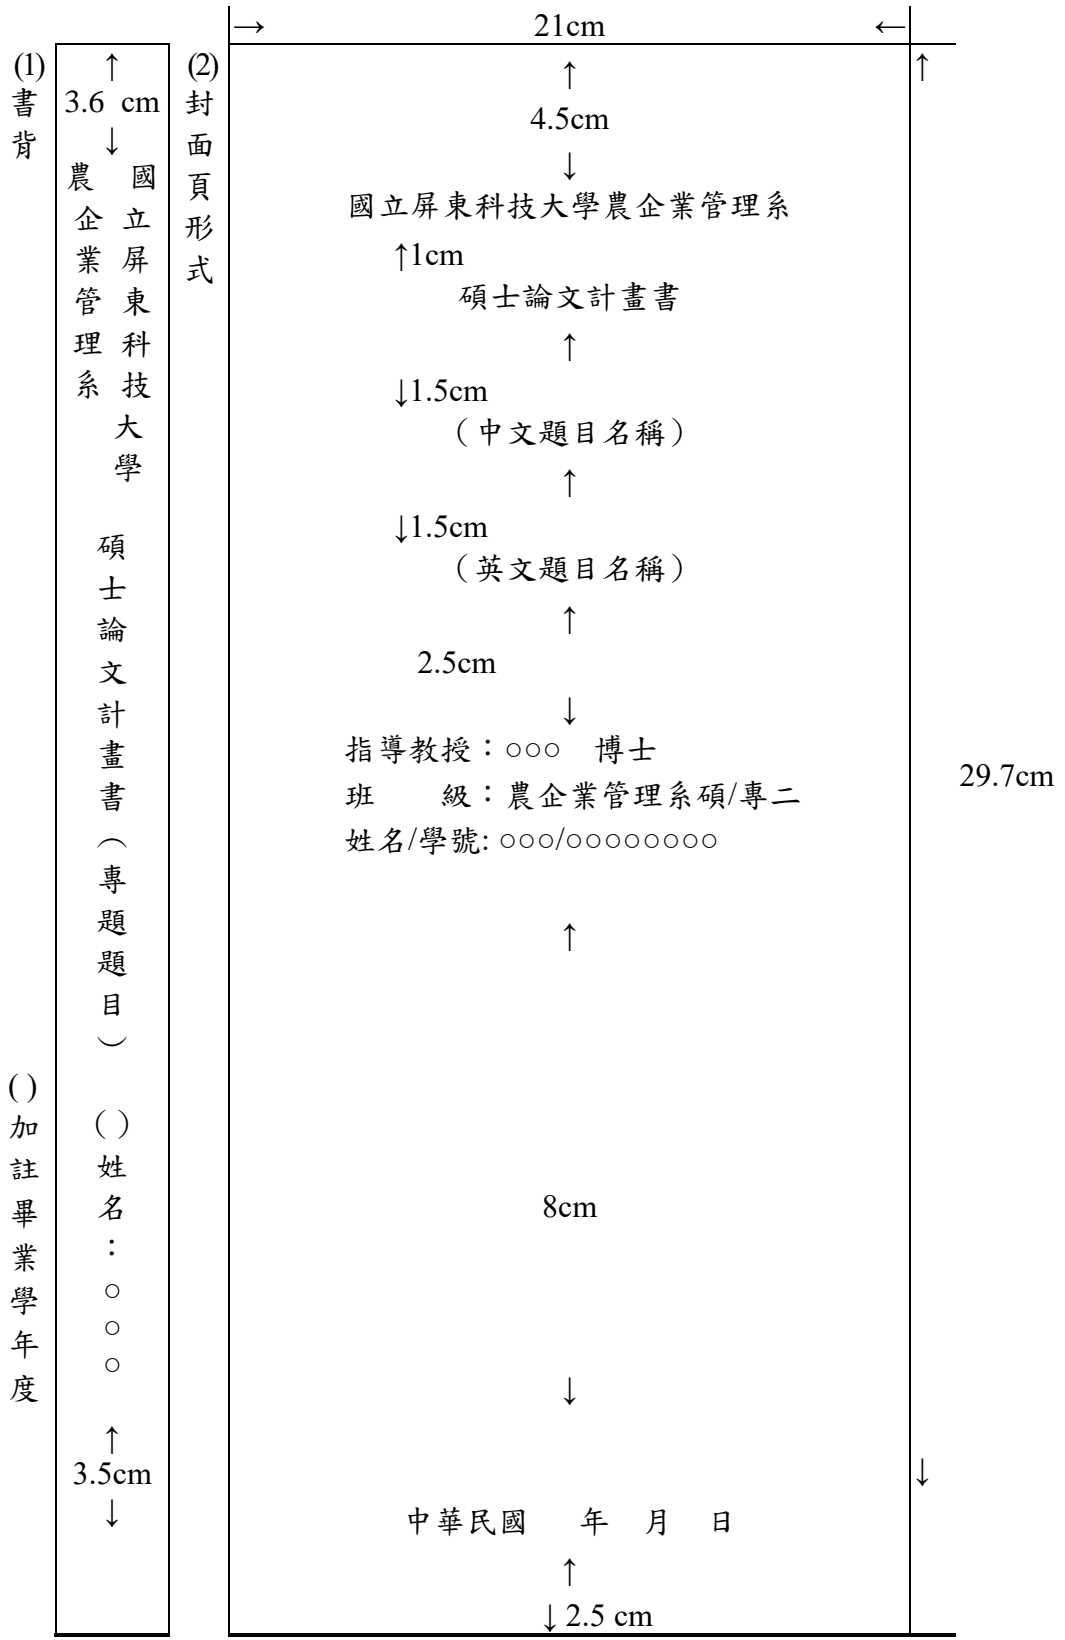 → 21cm ←
(1)書背
↑
3.6 cm
↓
國立屏東科技大學
農企業管理系
碩士論文計畫書（專題題目）
( )姓名：○○○
↑
3.5cm
↓
( )加註畢業學年度
(2)封面頁形式
↑
4.5cm
↓
國立屏東科技大學農企業管理系
↑1cm
碩士論文計畫書
↑
↓1.5cm
（中文題目名稱）
↑
↓1.5cm
（英文題目名稱）
↑
2.5cm
↓
指導教授：○○○　博士
班　　級：農企業管理系碩/專二
姓名/學號: ○○○/○○○○○○○○
↑
8cm
↓
中華民國　年　月　日
↑
↓ 2.5 cm
↑
29.7cm
↓